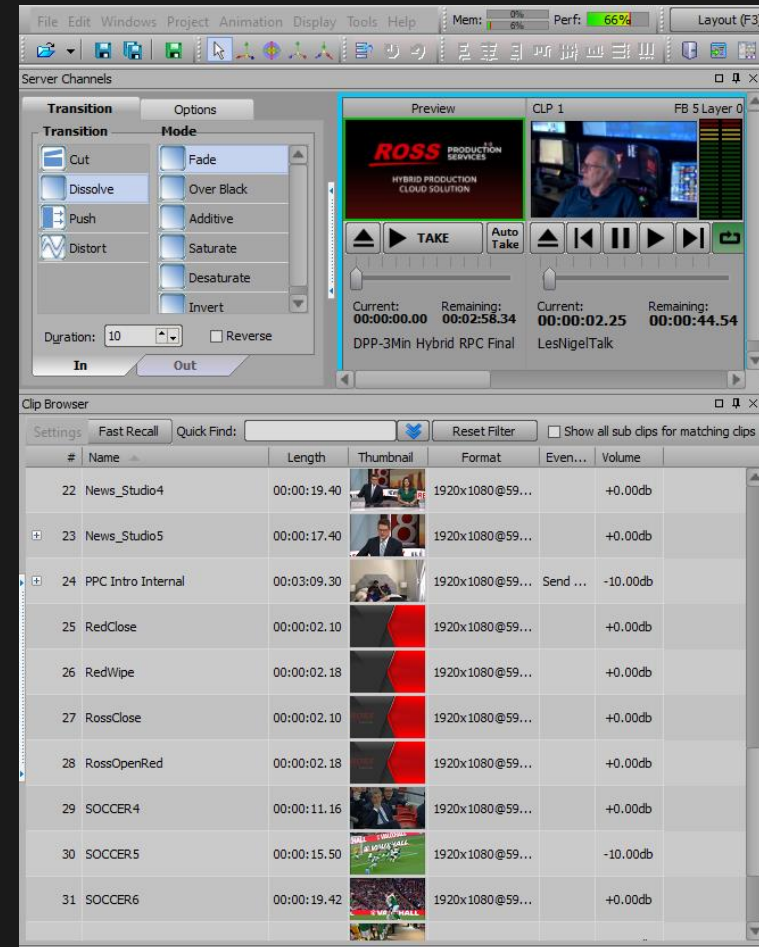 File Edit Windows Project Animation Display Tools Help Mem: 0% 6% Perf: 66% Layout (F3)
Server Channels
Transition Options
Transition Mode
Cut Fade
Dissolve Over Black
Push Additive
Distort Saturate
Desaturate
Invert
Duration: 10 Reverse
In Out
Preview CLP 1 FB 5 Layer 0
ROSS PRODUCTION SERVICES
HYBRID PRODUCTION
CLOUD SOLUTION
TAKE Auto Take
Current: Remaining: Current: Remaining:
00:00:00.00 00:02:58.34 00:00:02.25 00:00:44.54
DPP-3Min Hybrid RPC Final LesNigelTalk
Clip Browser
Settings Fast Recall Quick Find: Reset Filter Show all sub clips for matching clips
# Name Length Thumbnail Format Even... Volume
22 News_Studio4 00:00:19.40 1920x1080@59... +0.00db
23 News_Studio5 00:00:17.40 1920x1080@59... +0.00db
24 PPC Intro Internal 00:03:09.30 1920x1080@59... Send ... -10.00db
25 RedClose 00:00:02.10 1920x1080@59... +0.00db
26 RedWipe 00:00:02.18 1920x1080@59... +0.00db
27 RossClose 00:00:02.10 1920x1080@59... +0.00db
28 RossOpenRed 00:00:02.18 1920x1080@59... +0.00db
29 SOCCER4 00:00:11.16 1920x1080@59... +0.00db
30 SOCCER5 00:00:15.50 1920x1080@59... -10.00db
31 SOCCER6 00:00:19.42 1920x1080@59... +0.00db